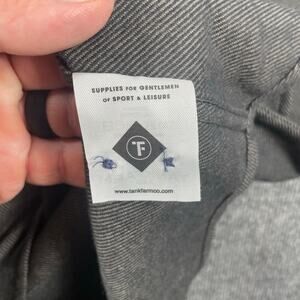 SUPPLIES FOR GENTLEMEN
OF SPORT & LEISURE
TF
www.tankfarmco.com